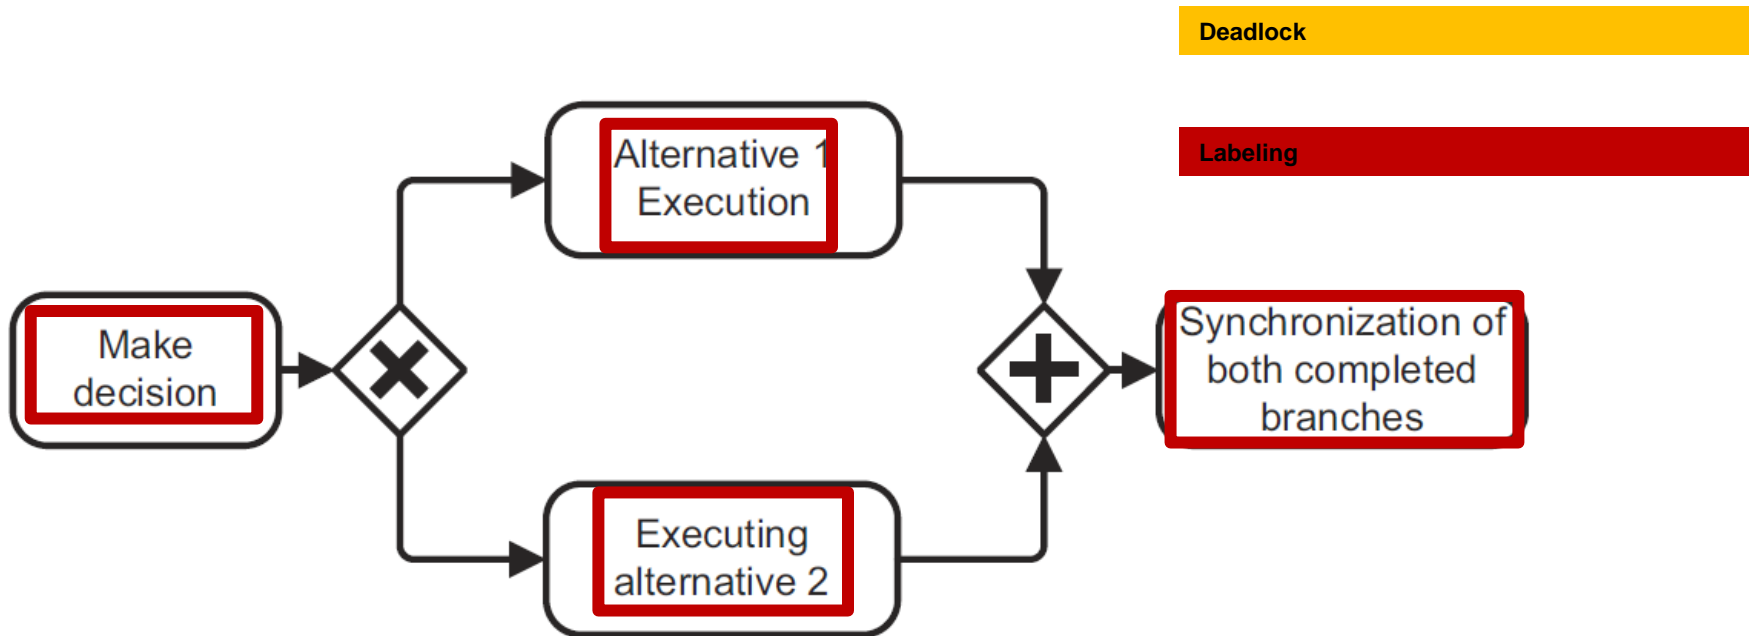 Deadlock
Labeling
Alternative 1
Execution
Make
decision
Synchronization of
both completed
branches
Executing
alternative 2